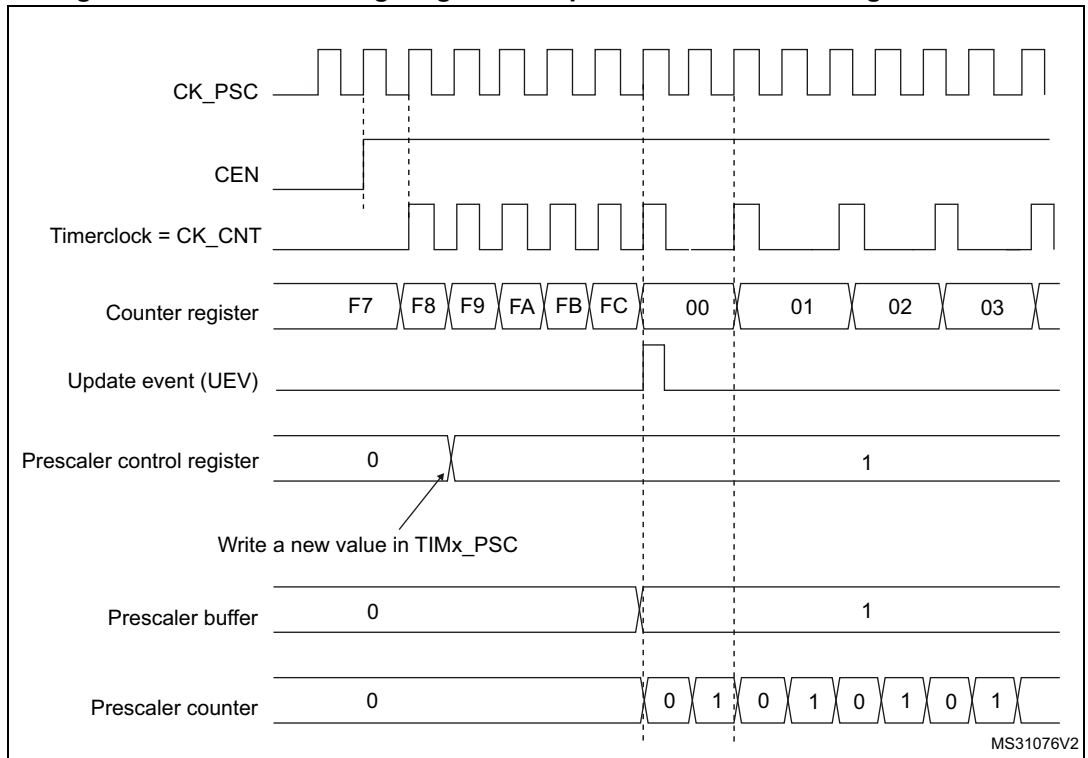 CK_PSC
CEN
Timerclock = CK_CNT
Counter register F7 F8 F9 FA FB FC 00 01 02 03
Update event (UEV)
Prescaler control register 0 1
Write a new value in TIMx_PSC
Prescaler buffer 0 1
Prescaler counter 0 0 1 0 1 0 1 0 1
MS31076V2